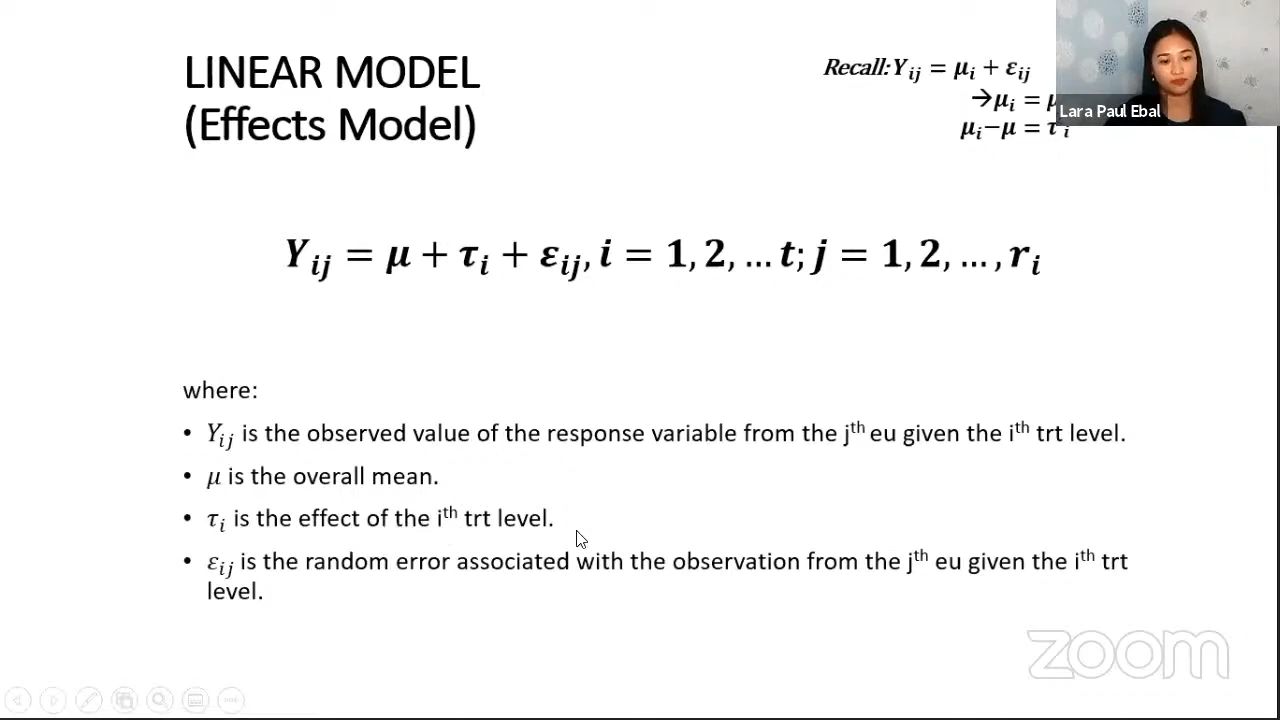 LINEAR MODEL
(Effects Model)
Recall: Y_ij = μ_i + ε_ij
→μ_i =
μ_i−μ = τ_i
Lara Paul Ebal
Y_ij = μ + τ_i + ε_ij, i = 1, 2, … t; j = 1, 2, … , r_i
where:
• Y_ij is the observed value of the response variable from the j^th eu given the i^th trt level.
• μ is the overall mean.
• τ_i is the effect of the i^th trt level.
• ε_ij is the random error associated with the observation from the j^th eu given the i^th trt
level.
zoom